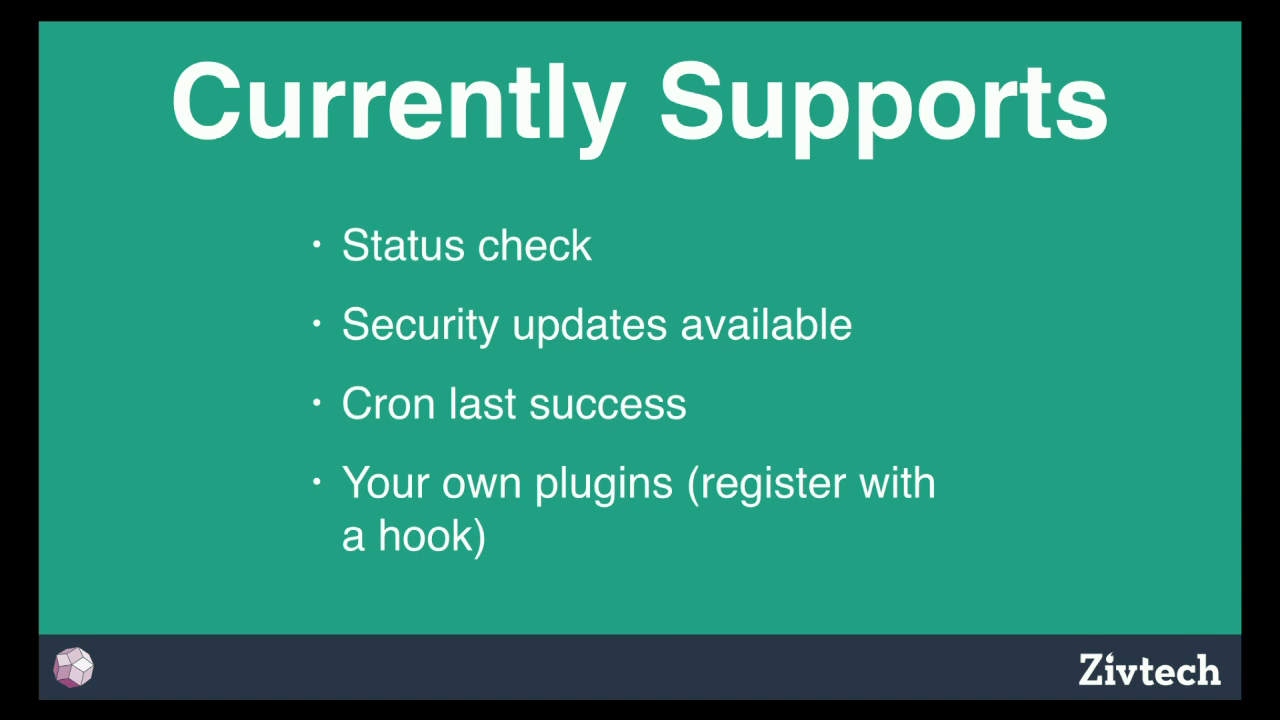 Currently Supports
• Status check
• Security updates available
• Cron last success
• Your own plugins (register with
a hook)
Zivtech